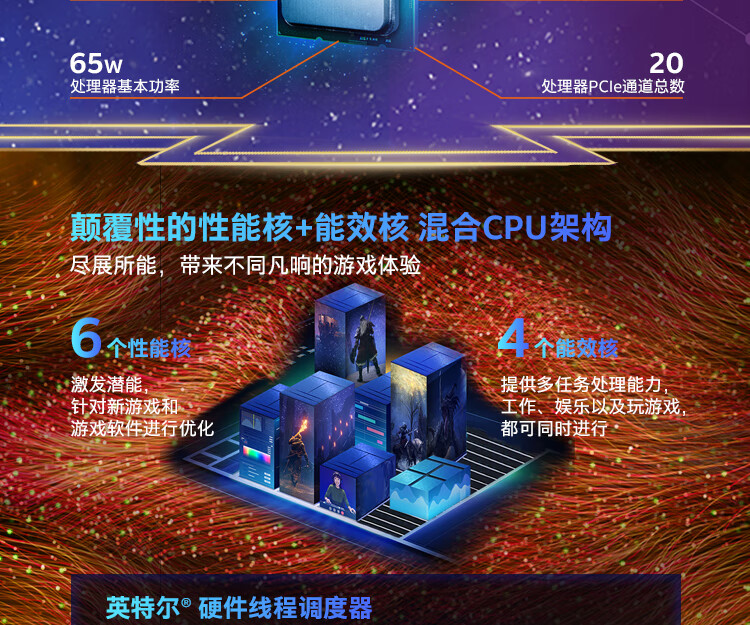 65W
处理器基本功率
20
处理器PCIe通道总数
颠覆性的性能核+能效核 混合CPU架构
尽展所能，带来不同凡响的游戏体验
6个性能核
激发潜能，
针对新游戏和
游戏软件进行优化
4个能效核
提供多任务处理能力，
工作、娱乐以及玩游戏，
都可同时进行
英特尔® 硬件线程调度器